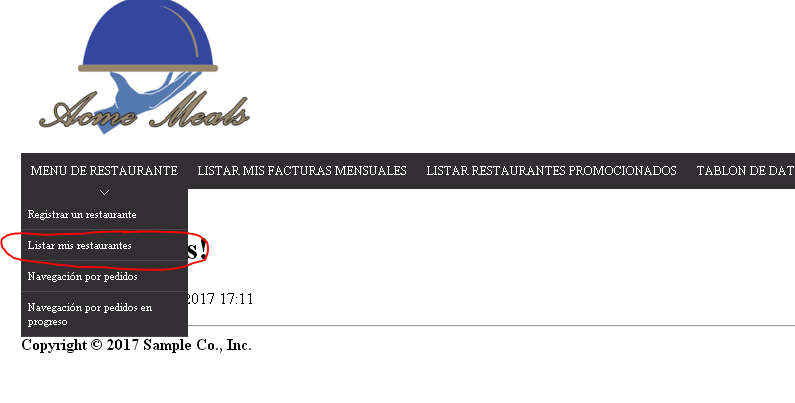 Acme Meals
MENU DE RESTAURANTE LISTAR MIS FACTURAS MENSUALES LISTAR RESTAURANTES PROMOCIONADOS TABLON DE DAT
Registrar un restaurante
Listar mis restaurantes
s!
Navegación por pedidos
2017 17:11
Navegación por pedidos en
progreso
Copyright © 2017 Sample Co., Inc.